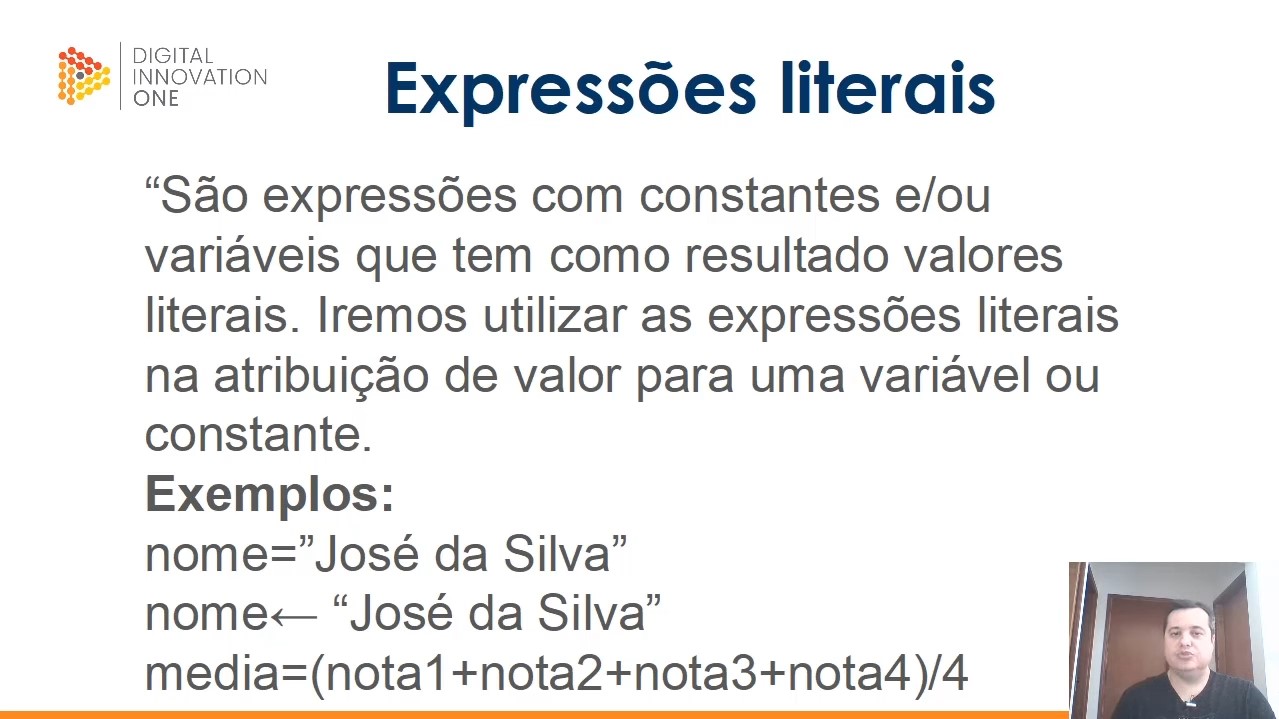 DIGITAL
INNOVATION
ONE
Expressões literais
“São expressões com constantes e/ou
variáveis que tem como resultado valores
literais. Iremos utilizar as expressões literais
na atribuição de valor para uma variável ou
constante.
Exemplos:
nome=”José da Silva”
nome← “José da Silva”
media=(nota1+nota2+nota3+nota4)/4